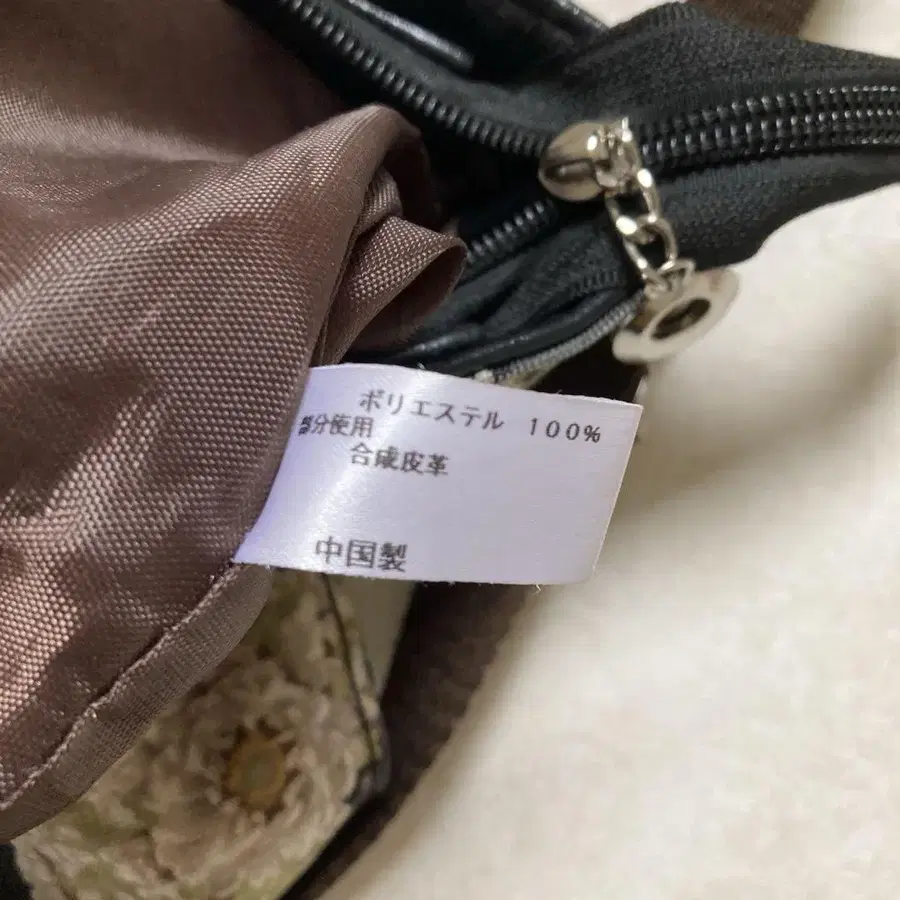 ポリエステル 100%
部分使用
合成皮革
中国製